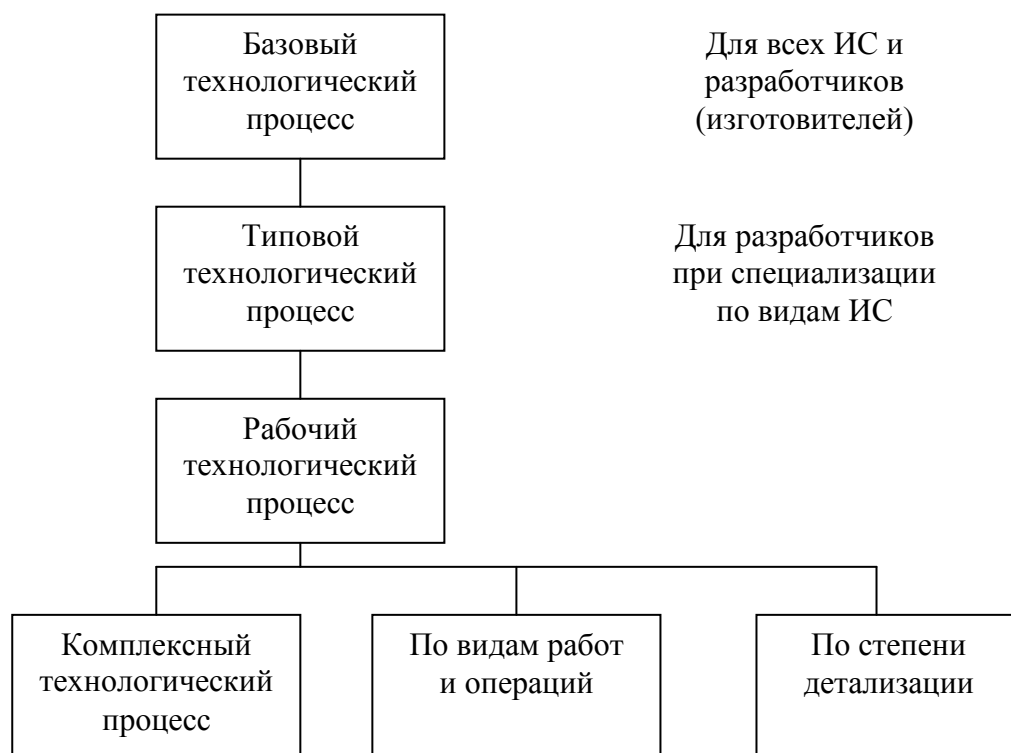 Базовый
технологический
процесс
Для всех ИС и
разработчиков
(изготовителей)
Типовой
технологический
процесс
Для разработчиков
при специализации
по видам ИС
Рабочий
технологический
процесс
Комплексный
технологический
процесс
По видам работ
и операций
По степени
детализации